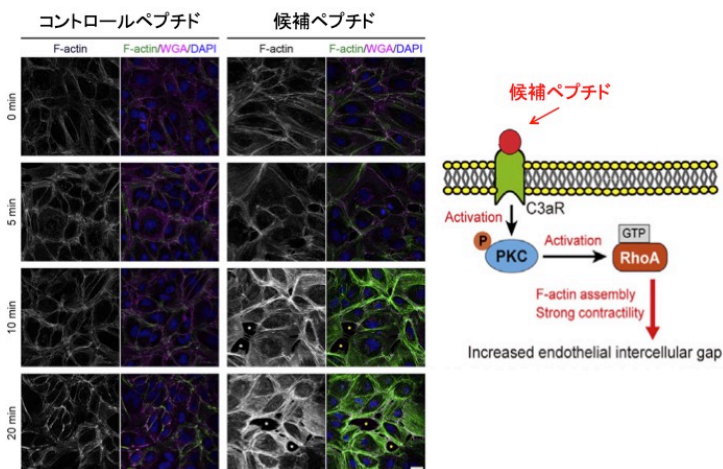 コントロールペプチド
候補ペプチド
F-actin
F-actin/WGA/DAPI
F-actin
F-actin/WGA/DAPI
0 min
5 min
10 min
20 min
候補ペプチド
C3aR
Activation
P
PKC
Activation
GTP
RhoA
F-actin assembly
Strong contractility
Increased endothelial intercellular gap